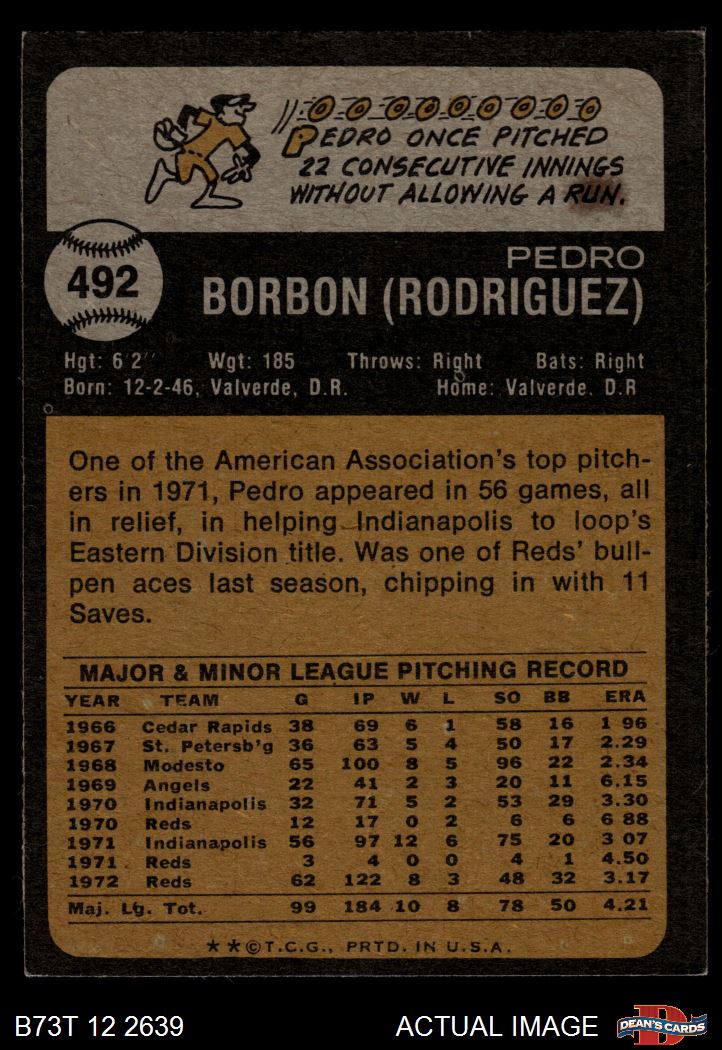 PEDRO ONCE PITCHED
22 CONSECUTIVE INNINGS
WITHOUT ALLOWING A RUN.
492
PEDRO
BORBON (RODRIGUEZ)
Hgt: 6'2" Wgt: 185 Throws: Right Bats: Right
Born: 12-2-46, Valverde, D.R. Home: Valverde. D.R
One of the American Association's top pitch-
ers in 1971, Pedro appeared in 56 games, all
in relief, in helping Indianapolis to loop's
Eastern Division title. Was one of Reds' bull-
pen aces last season, chipping in with 11
Saves.
MAJOR & MINOR LEAGUE PITCHING RECORD
YEAR TEAM G IP W L SO BB ERA
1966 Cedar Rapids 38 69 6 1 58 16 1 96
1967 St. Petersb'g 36 63 5 4 50 17 2.29
1968 Modesto 65 100 8 5 96 22 2.34
1969 Angels 22 41 2 3 20 11 6.15
1970 Indianapolis 32 71 5 2 53 29 3.30
1970 Reds 12 17 0 2 6 6 6 88
1971 Indianapolis 56 97 12 6 75 20 3 07
1971 Reds 3 4 0 0 4 1 4.50
1972 Reds 62 122 8 3 48 32 3.17
Maj. Lg. Tot. 99 184 10 8 78 50 4.21
★★©T.C.G., PRTD. IN U.S.A.
B73T 12 2639 ACTUAL IMAGE
D
DEAN'S CARDS